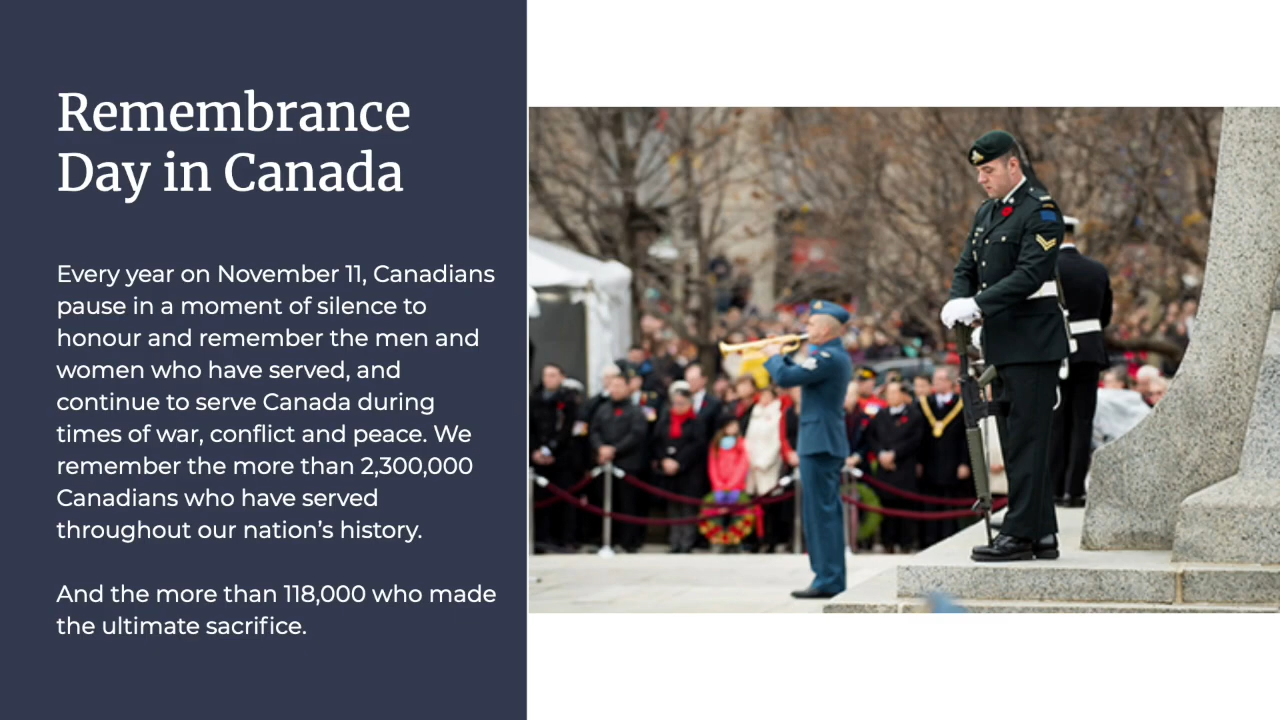 Remembrance
Day in Canada
Every year on November 11, Canadians
pause in a moment of silence to
honour and remember the men and
women who have served, and
continue to serve Canada during
times of war, conflict and peace. We
remember the more than 2,300,000
Canadians who have served
throughout our nation’s history.
And the more than 118,000 who made
the ultimate sacrifice.